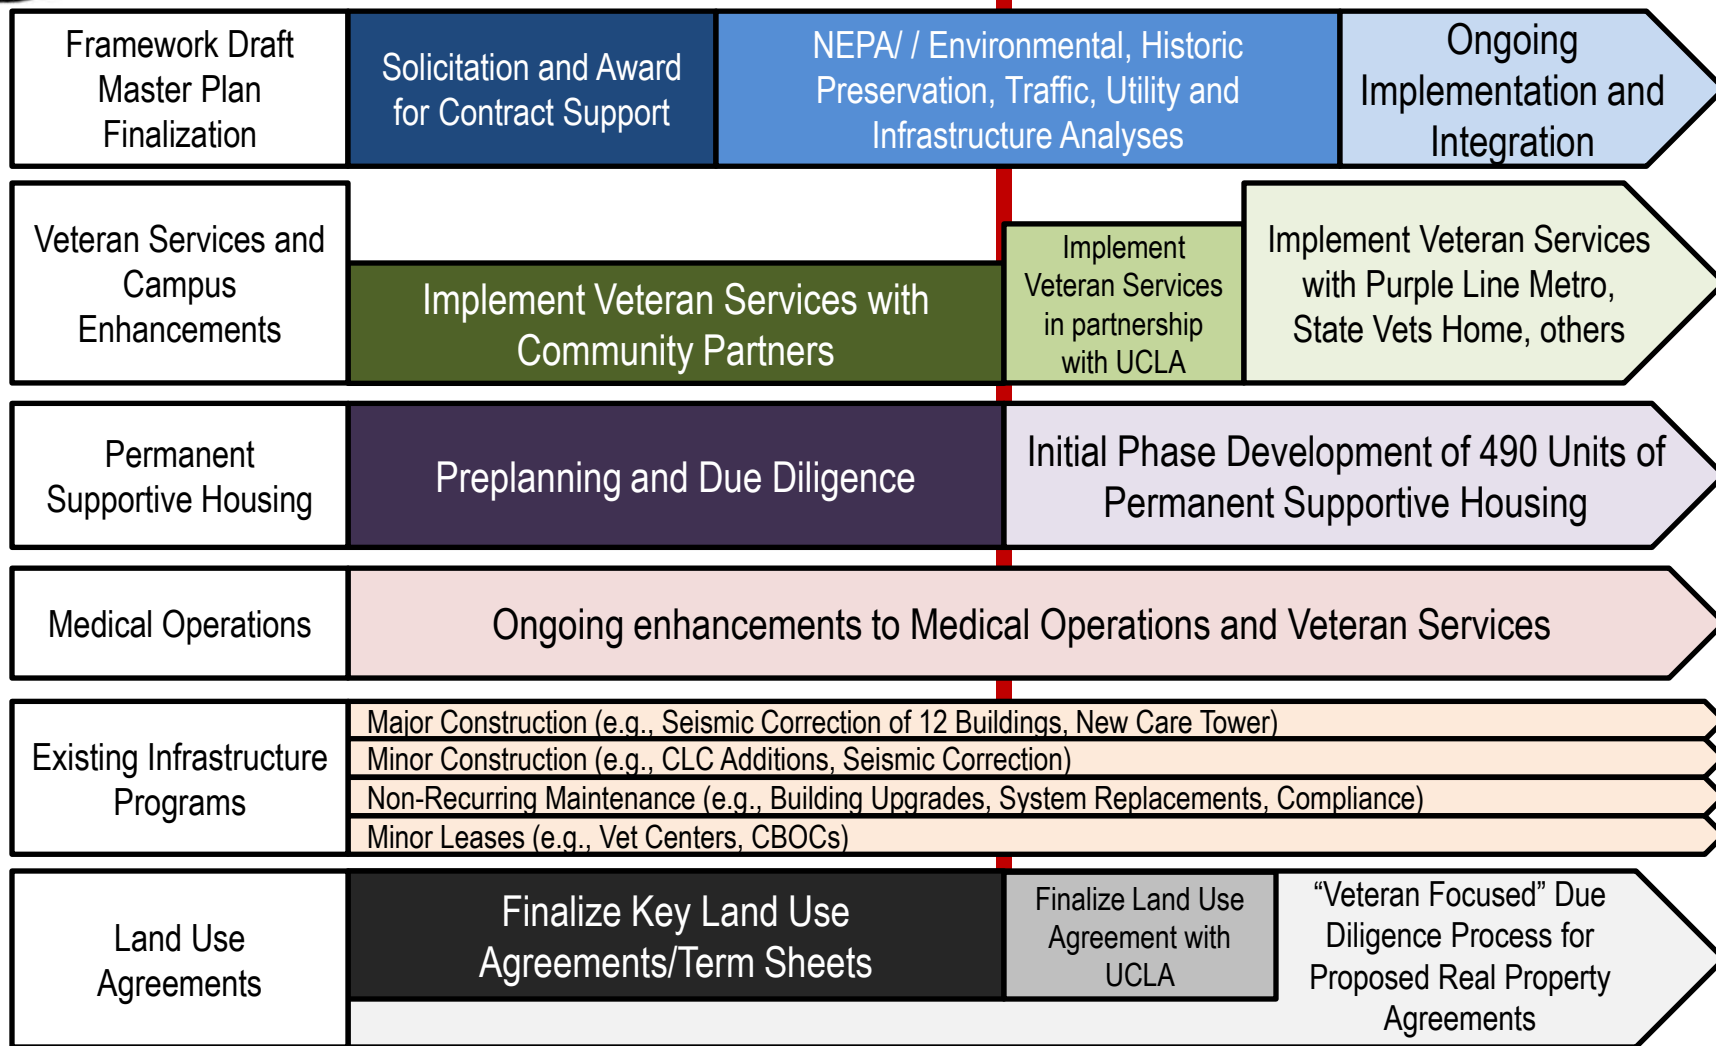 Framework Draft
Master Plan
Finalization
Solicitation and Award
for Contract Support
NEPA/ / Environmental, Historic
Preservation, Traffic, Utility and
Infrastructure Analyses
Ongoing
Implementation and
Integration
Veteran Services and
Campus
Enhancements
Implement Veteran Services with
Community Partners
Implement
Veteran Services
in partnership
with UCLA
Implement Veteran Services
with Purple Line Metro,
State Vets Home, others
Permanent
Supportive Housing
Preplanning and Due Diligence
Initial Phase Development of 490 Units of
Permanent Supportive Housing
Medical Operations
Ongoing enhancements to Medical Operations and Veteran Services
Existing Infrastructure
Programs
Major Construction (e.g., Seismic Correction of 12 Buildings, New Care Tower)
Minor Construction (e.g., CLC Additions, Seismic Correction)
Non-Recurring Maintenance (e.g., Building Upgrades, System Replacements, Compliance)
Minor Leases (e.g., Vet Centers, CBOCs)
Land Use
Agreements
Finalize Key Land Use
Agreements/Term Sheets
Finalize Land Use
Agreement with
UCLA
“Veteran Focused” Due
Diligence Process for
Proposed Real Property
Agreements